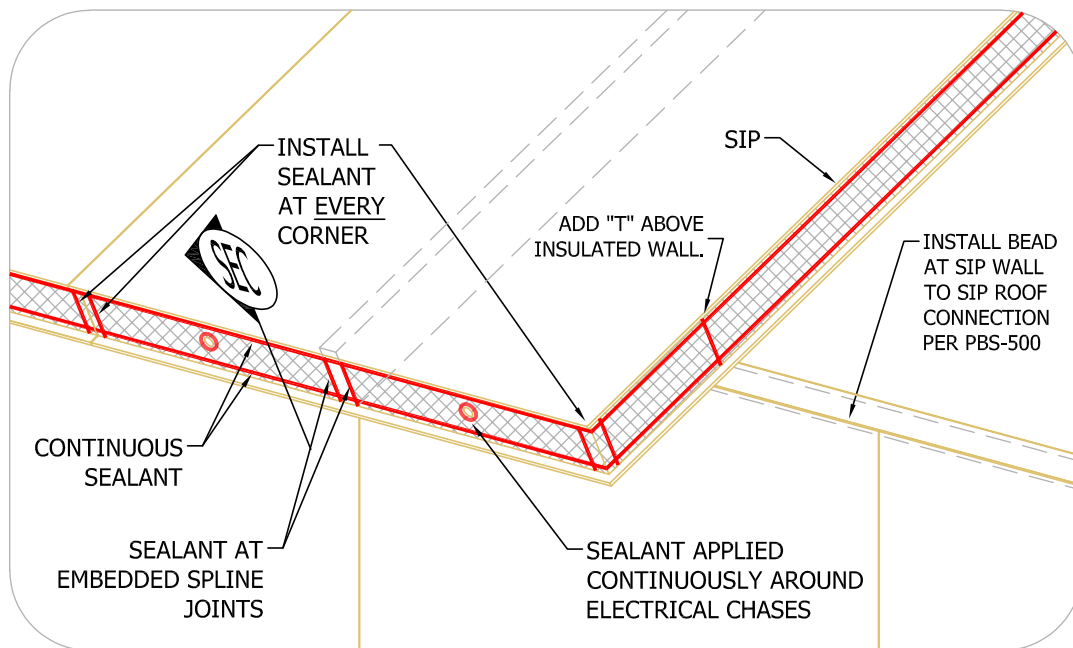 INSTALL
SEALANT
AT EVERY
CORNER
SEC
SIP
ADD "T" ABOVE
INSULATED WALL.
INSTALL BEAD
AT SIP WALL
TO SIP ROOF
CONNECTION
PER PBS-500
CONTINUOUS
SEALANT
SEALANT AT
EMBEDDED SPLINE
JOINTS
SEALANT APPLIED
CONTINUOUSLY AROUND
ELECTRICAL CHASES